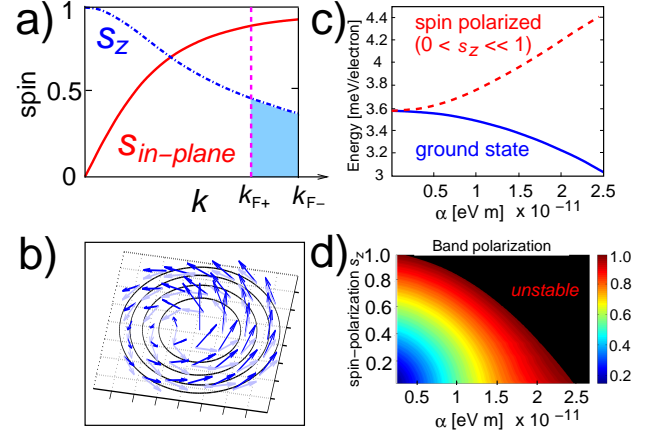 a)
1
0.5
0
spin
s_z
s_in-plane
k
k_F+
k_F-
b)
c)
4.4
4.2
4
3.8
3.6
3.4
3.2
3
Energy [meV/electron]
spin polarized
(0 < s_z << 1)
ground state
0.5 1 1.5 2 2.5
α [eV m] x 10 -11
d)
Band polarization
1.0
0.8
0.6
0.4
0.2
spin-polarization s_z
unstable
0.5 1 1.5 2 2.5
α [eV m] x 10 -11
1.0
0.8
0.6
0.4
0.2